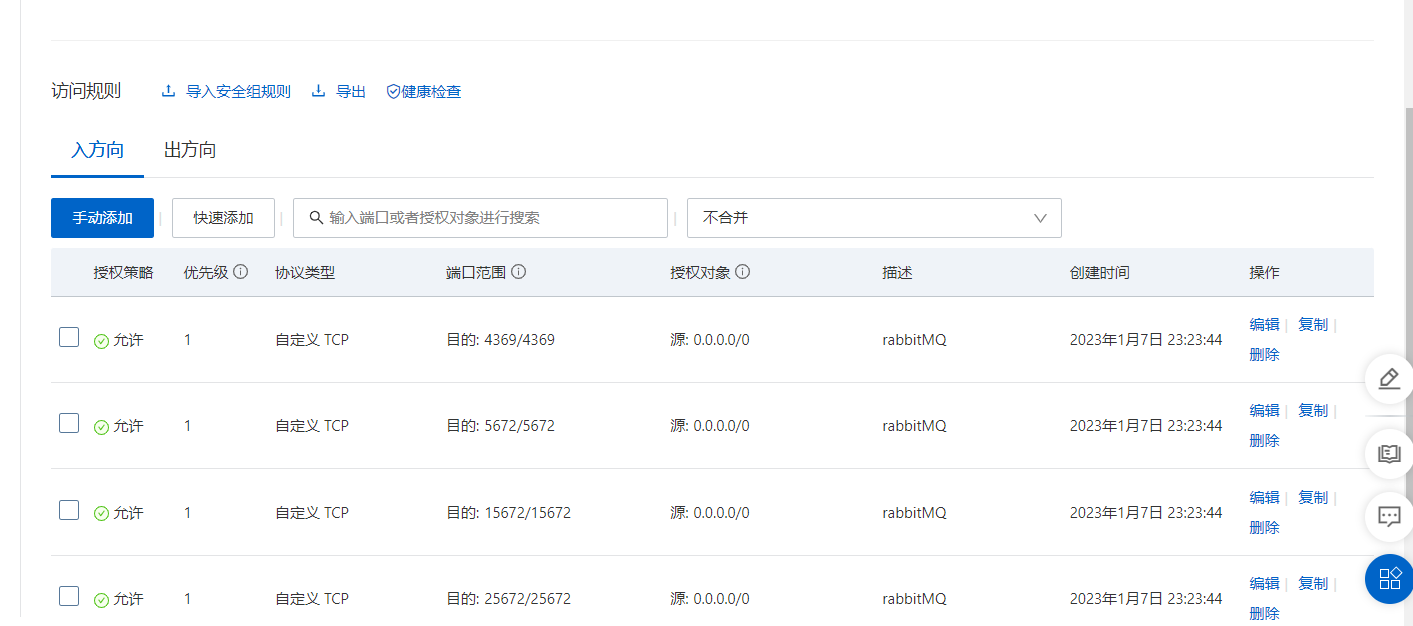 访问规则 导入安全组规则 导出 健康检查
入方向 出方向
手动添加 快速添加 输入端口或者授权对象进行搜索 不合并
授权策略 优先级 协议类型 端口范围 授权对象 描述 创建时间 操作
允许 1 自定义 TCP 目的: 4369/4369 源: 0.0.0.0/0 rabbitMQ 2023年1月7日 23:23:44 编辑 复制
删除
允许 1 自定义 TCP 目的: 5672/5672 源: 0.0.0.0/0 rabbitMQ 2023年1月7日 23:23:44 编辑 复制
删除
允许 1 自定义 TCP 目的: 15672/15672 源: 0.0.0.0/0 rabbitMQ 2023年1月7日 23:23:44 编辑 复制
删除
允许 1 自定义 TCP 目的: 25672/25672 源: 0.0.0.0/0 rabbitMQ 2023年1月7日 23:23:44 编辑 复制
删除